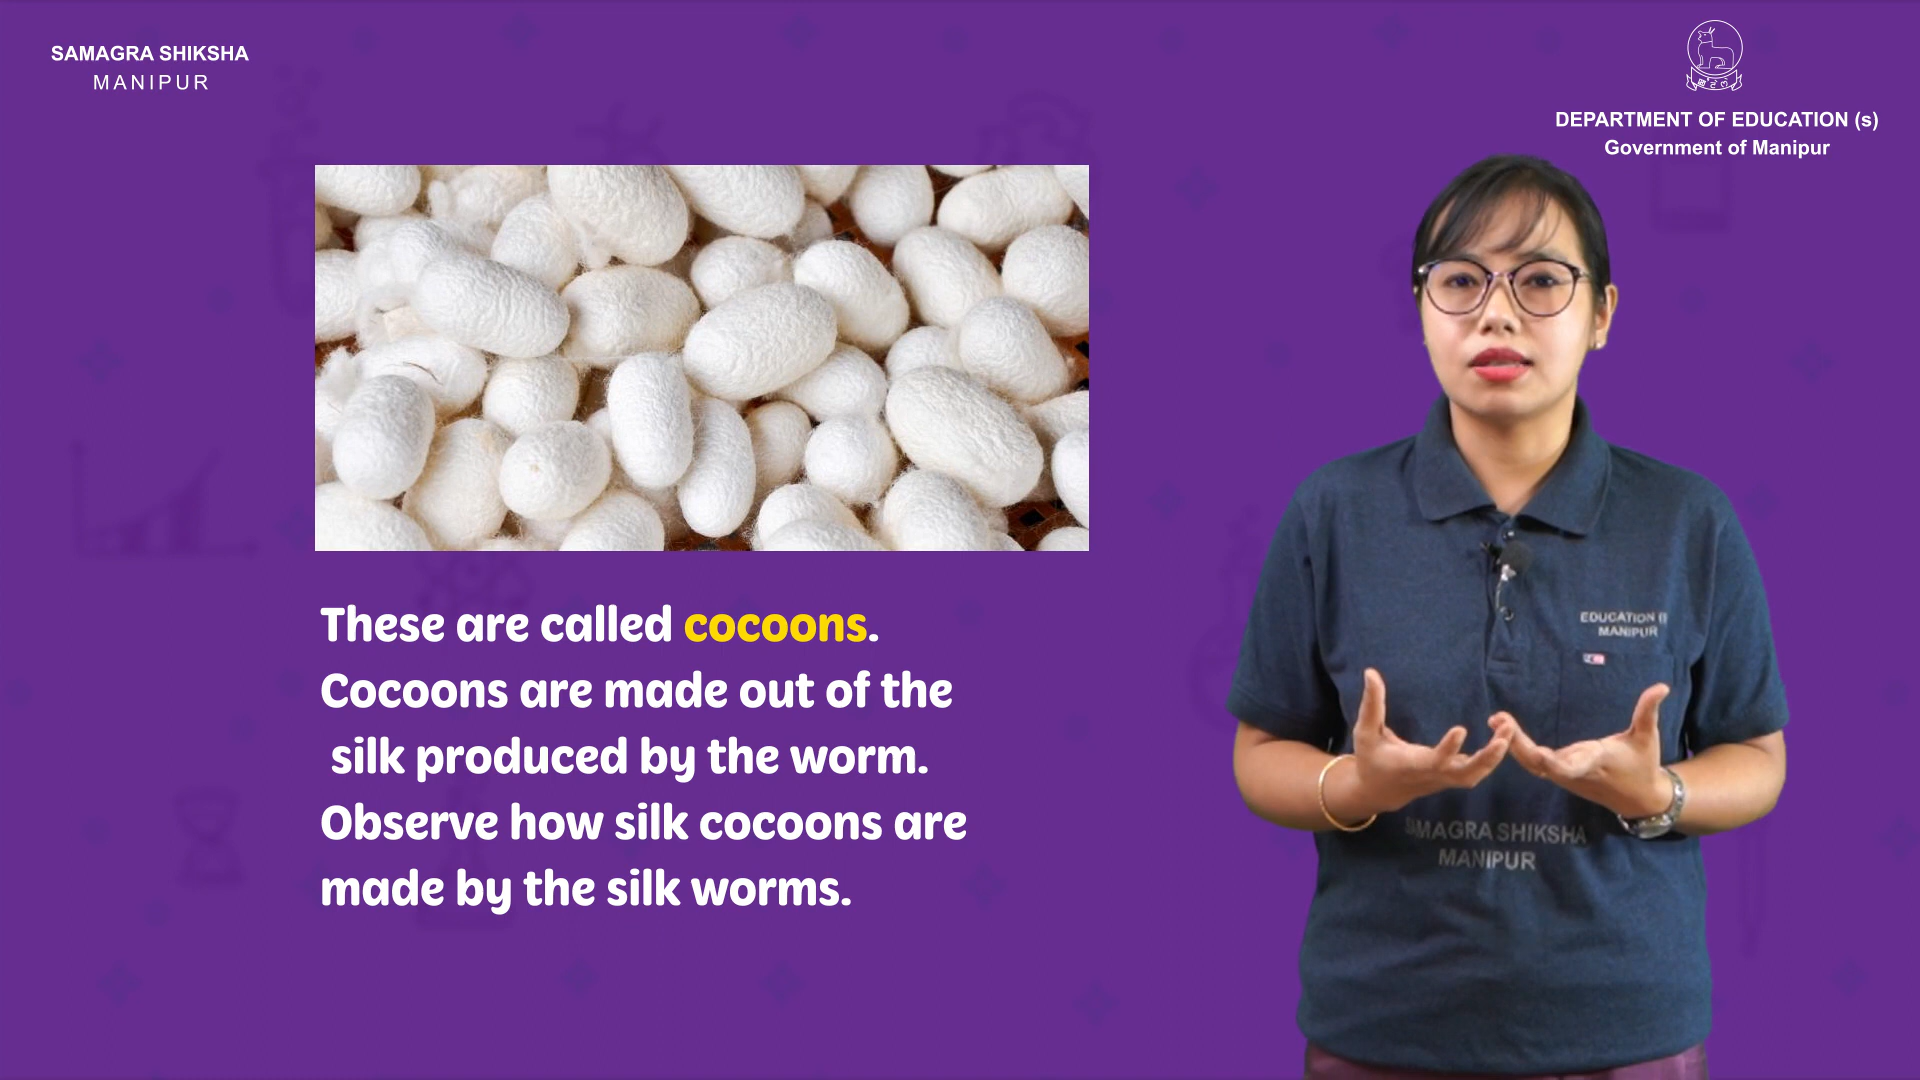 SAMAGRA SHIKSHA
MANIPUR
DEPARTMENT OF EDUCATION (s)
Government of Manipur
These are called cocoons.
Cocoons are made out of the
silk produced by the worm.
Observe how silk cocoons are
made by the silk worms.
EDUCATION
MANIPUR
SHIKSHA
MANIPUR